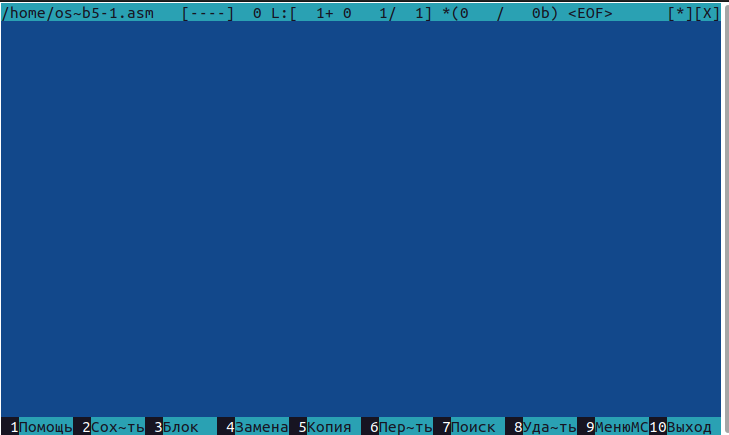 /home/os~b5-1.asm   [----]  0 L:[  1+ 0   1/  1] *(0   /   0b) <EOF>      [*][X]
1Помощь 2Сох~ть 3Блок 4Замена 5Копия 6Пер~ть 7Поиск 8Уда~ть 9МенюМС 10Выход